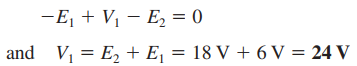 −E₁ + V₁ − E₂ = 0
and V₁ = E₂ + E₁ = 18 V + 6 V = 24 V